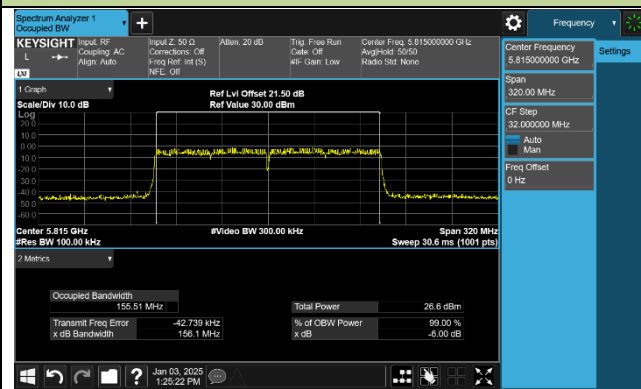 Spectrum Analyzer 1
Occupied BW
+
Frequency
KEYSIGHT
L
LXI
Input: RF
Coupling: AC
Align: Auto
Input Z: 50 Ω
Corrections: Off
Freq Ref: Int (S)
NFE: Off
Atten: 20 dB
Trig: Free Run
Gate: Off
#IF Gain: Low
Center Freq: 5.815000000 GHz
Avg|Hold: 50/50
Radio Std: None
Center Frequency
5.815000000 GHz
Settings
Span
320.00 MHz
CF Step
32.000000 MHz
Auto
Man
Freq Offset
0 Hz
1 Graph
Scale/Div 10.0 dB
Ref Lvl Offset 21.50 dB
Ref Value 30.00 dBm
Log
20.0
10.0
0.00
-10.0
-20.0
-30.0
-40.0
-50.0
-60.0
Center 5.815 GHz
#Video BW 300.00 kHz
Span 320 MHz
#Res BW 100.00 kHz
Sweep 30.6 ms (1001 pts)
2 Metrics
Occupied Bandwidth
155.51 MHz
Total Power 26.6 dBm
Transmit Freq Error -42.739 kHz
% of OBW Power 99.00 %
x dB Bandwidth 156.1 MHz
x dB -6.00 dB
?
Jan 03, 2025
1:25:22 PM